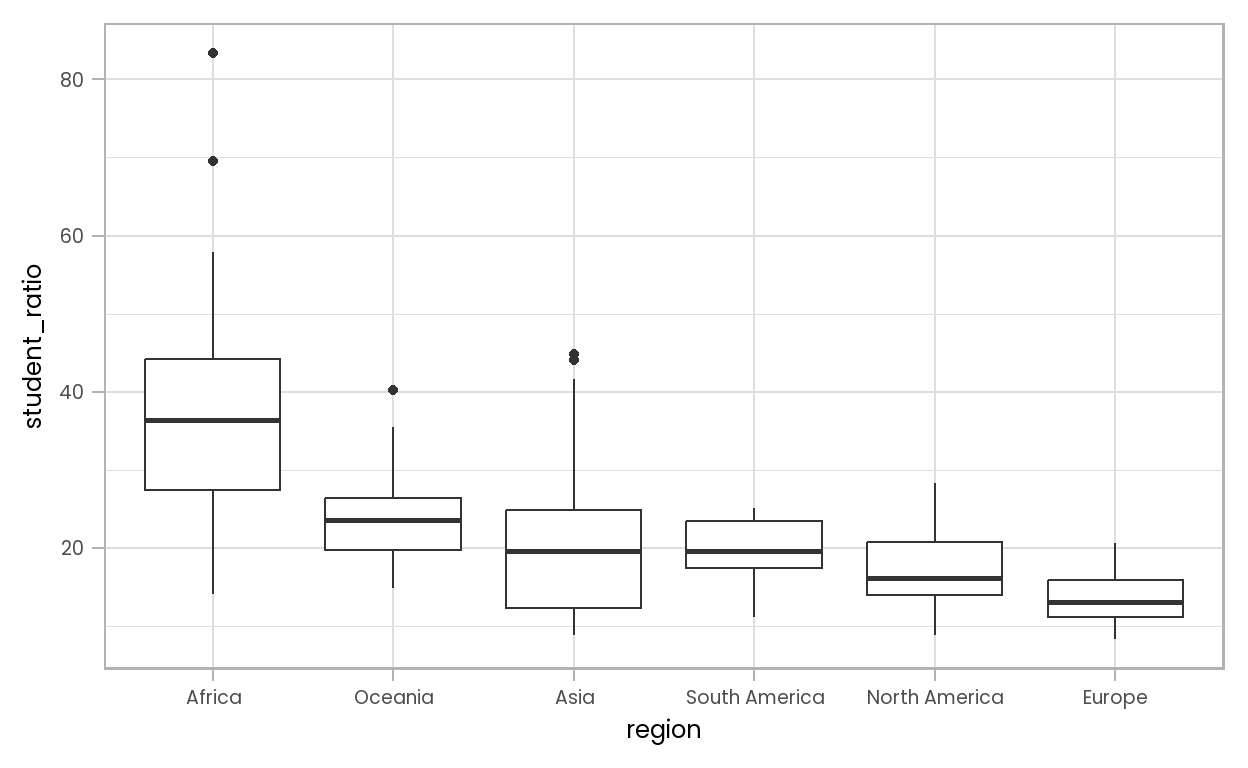 80
60
40
20
student_ratio
Africa
Oceania
Asia
South America
North America
Europe
region